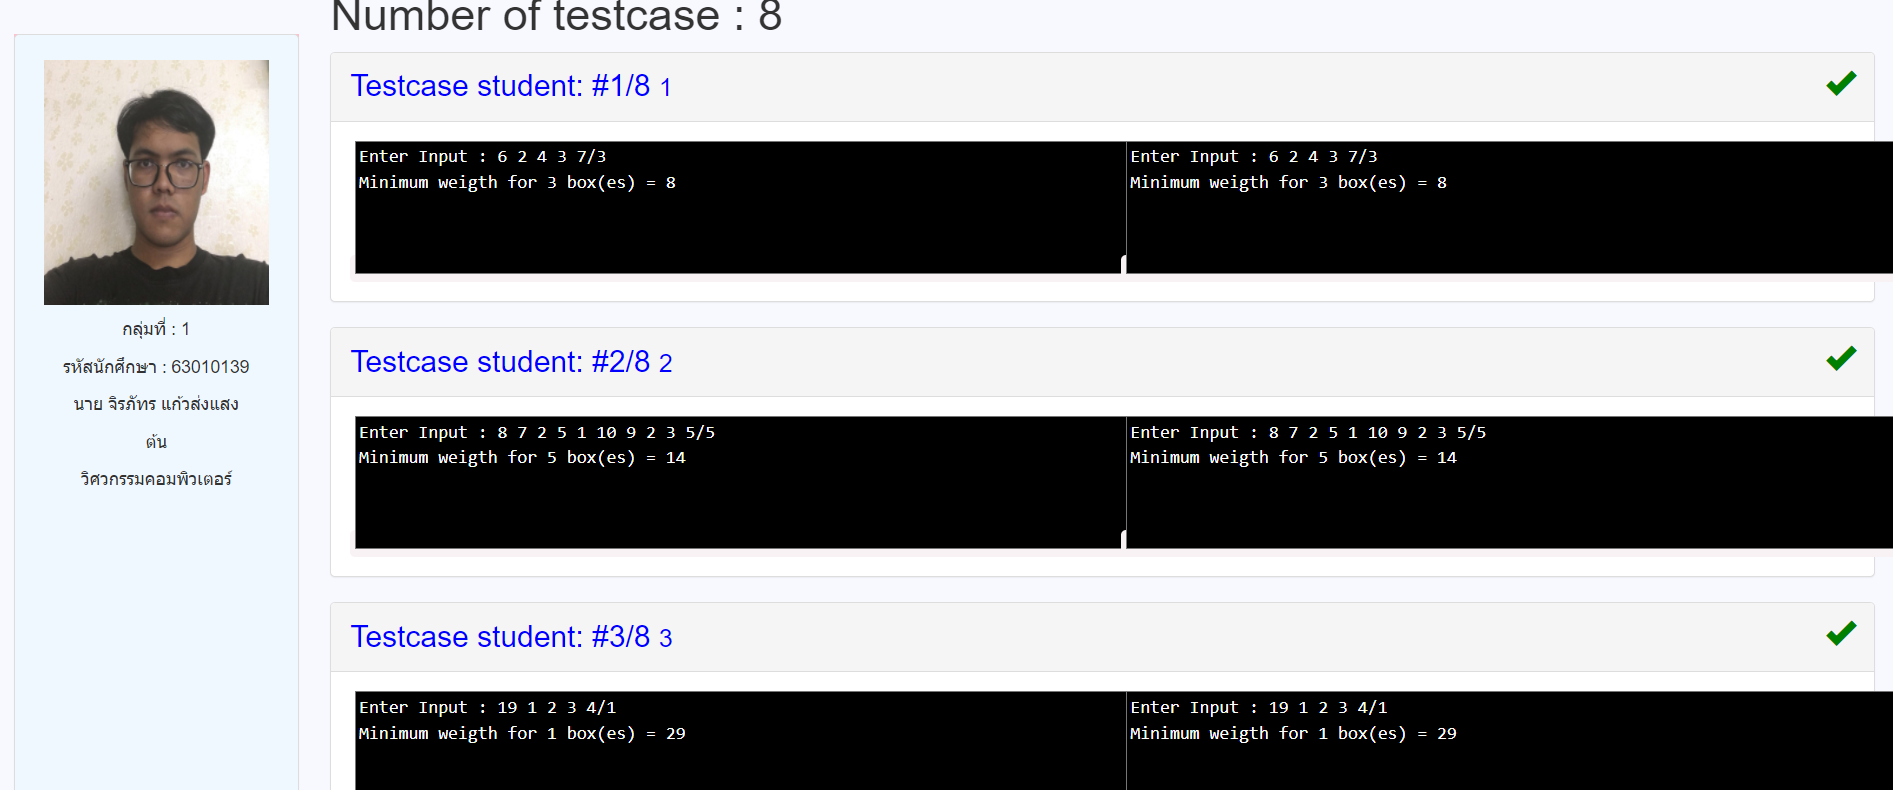 Number of testcase : 8
กลุ่มที่ : 1
รหัสนักศึกษา : 63010139
นาย จิรภัทร แก้วส่งแสง
ต้น
วิศวกรรมคอมพิวเตอร์
Testcase student: #1/8 1
Enter Input : 6 2 4 3 7/3
Minimum weigth for 3 box(es) = 8
Enter Input : 6 2 4 3 7/3
Minimum weigth for 3 box(es) = 8
Testcase student: #2/8 2
Enter Input : 8 7 2 5 1 10 9 2 3 5/5
Minimum weigth for 5 box(es) = 14
Enter Input : 8 7 2 5 1 10 9 2 3 5/5
Minimum weigth for 5 box(es) = 14
Testcase student: #3/8 3
Enter Input : 19 1 2 3 4/1
Minimum weigth for 1 box(es) = 29
Enter Input : 19 1 2 3 4/1
Minimum weigth for 1 box(es) = 29